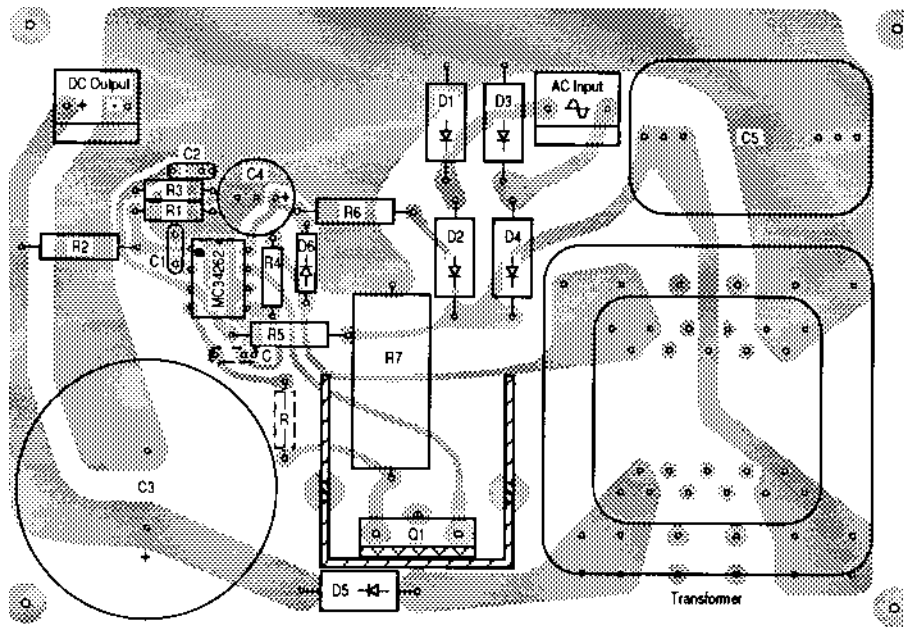 DC Output
+ -
D1
D3
AC Input
C5
C2
C4
R3
+
R1
R6
R2
C1
MC34262
R4
D6
D2
D4
R5
C
R7
R
C3
Q1
+
D5
Transformer